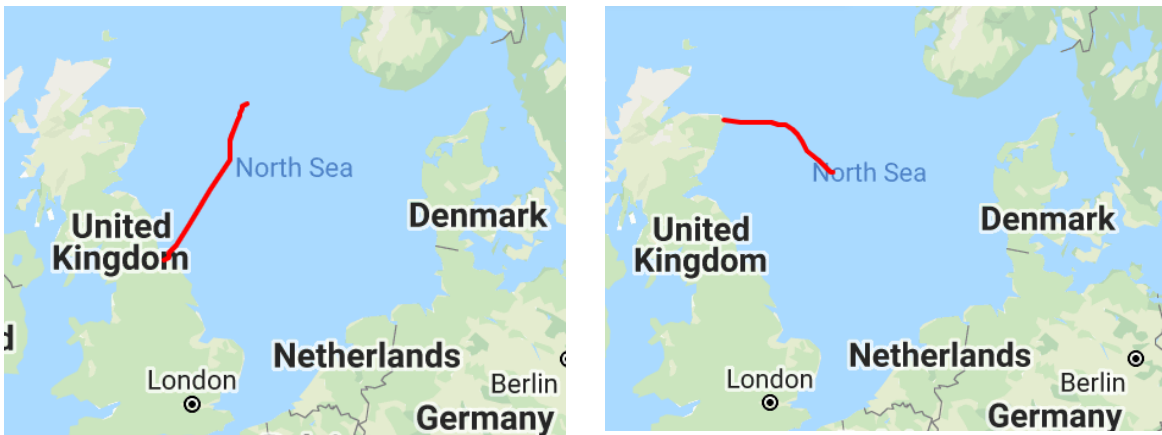 North Sea
United
Kingdom
Denmark
d
Netherlands
London
Berlin
Germany
North Sea
United
Kingdom
Denmark
Netherlands
London
Berlin
Germany